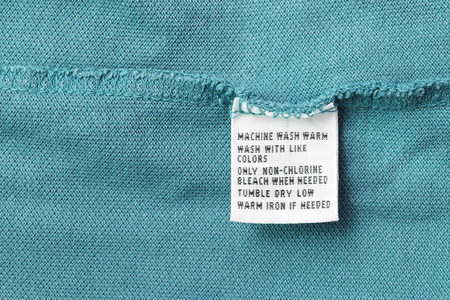 MACHINE WASH WARM
WASH WITH LIKE
COLORS
ONLY NON-CHLORINE
BLEACH WHEN NEEDED
TUMBLE DRY LOW
WARM IRON IF NEEDED